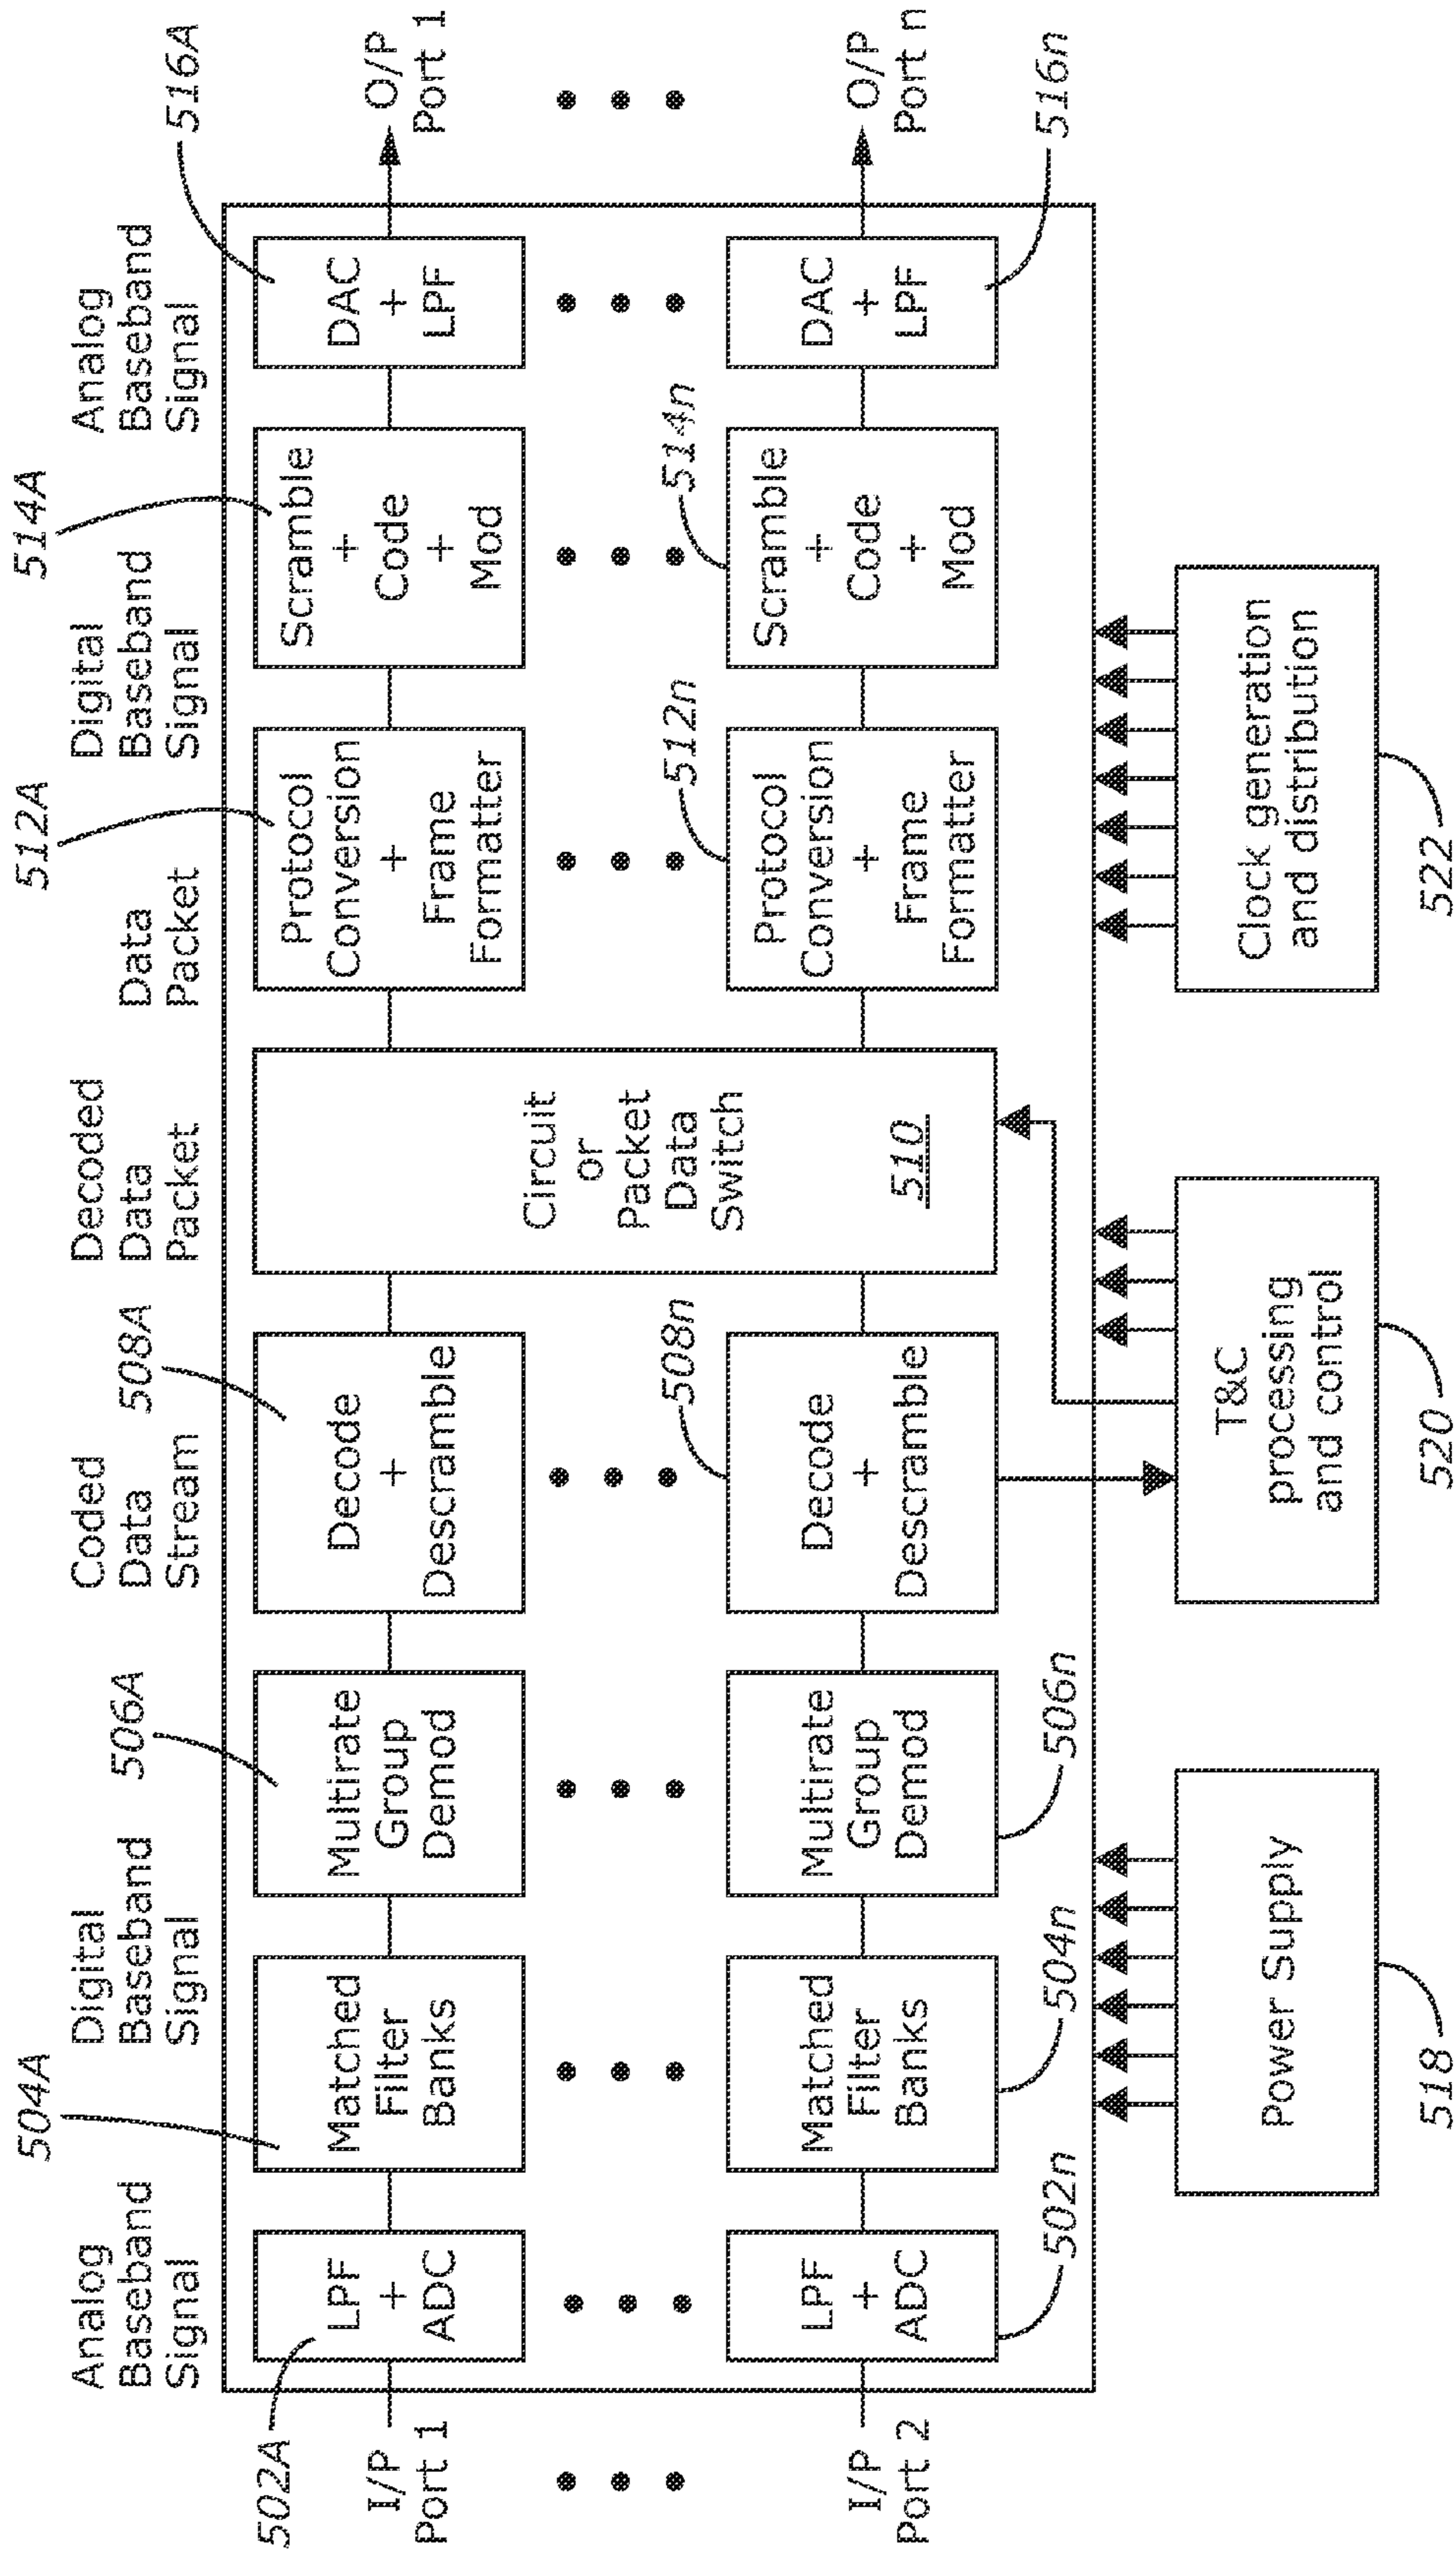 Analog
Baseband
Signal
Digital
Baseband
Signal
Coded
Data
Stream
Decoded
Data
Packet
Data
Packet
Digital
Baseband
Signal
Analog
Baseband
Signal
502A
504A
506A
508A
512A
514A
516A
I/P
Port 1
LPF
+
ADC
Matched
Filter
Banks
Multirate
Group
Demod
Decode
+
Descramble
Circuit
or
Packet
Data
Switch
510
Protocol
Conversion
+
Frame
Formatter
Scramble
+
Code
+
Mod
DAC
+
LPF
O/P
Port 1
I/P
Port 2
LPF
+
ADC
502n
Matched
Filter
Banks
504n
Multirate
Group
Demod
506n
508n
Decode
+
Descramble
512n
Protocol
Conversion
+
Frame
Formatter
514n
Scramble
+
Code
+
Mod
DAC
+
LPF
516n
O/P
Port n
Power Supply
518
T&C
processing
and control
520
Clock generation
and distribution
522